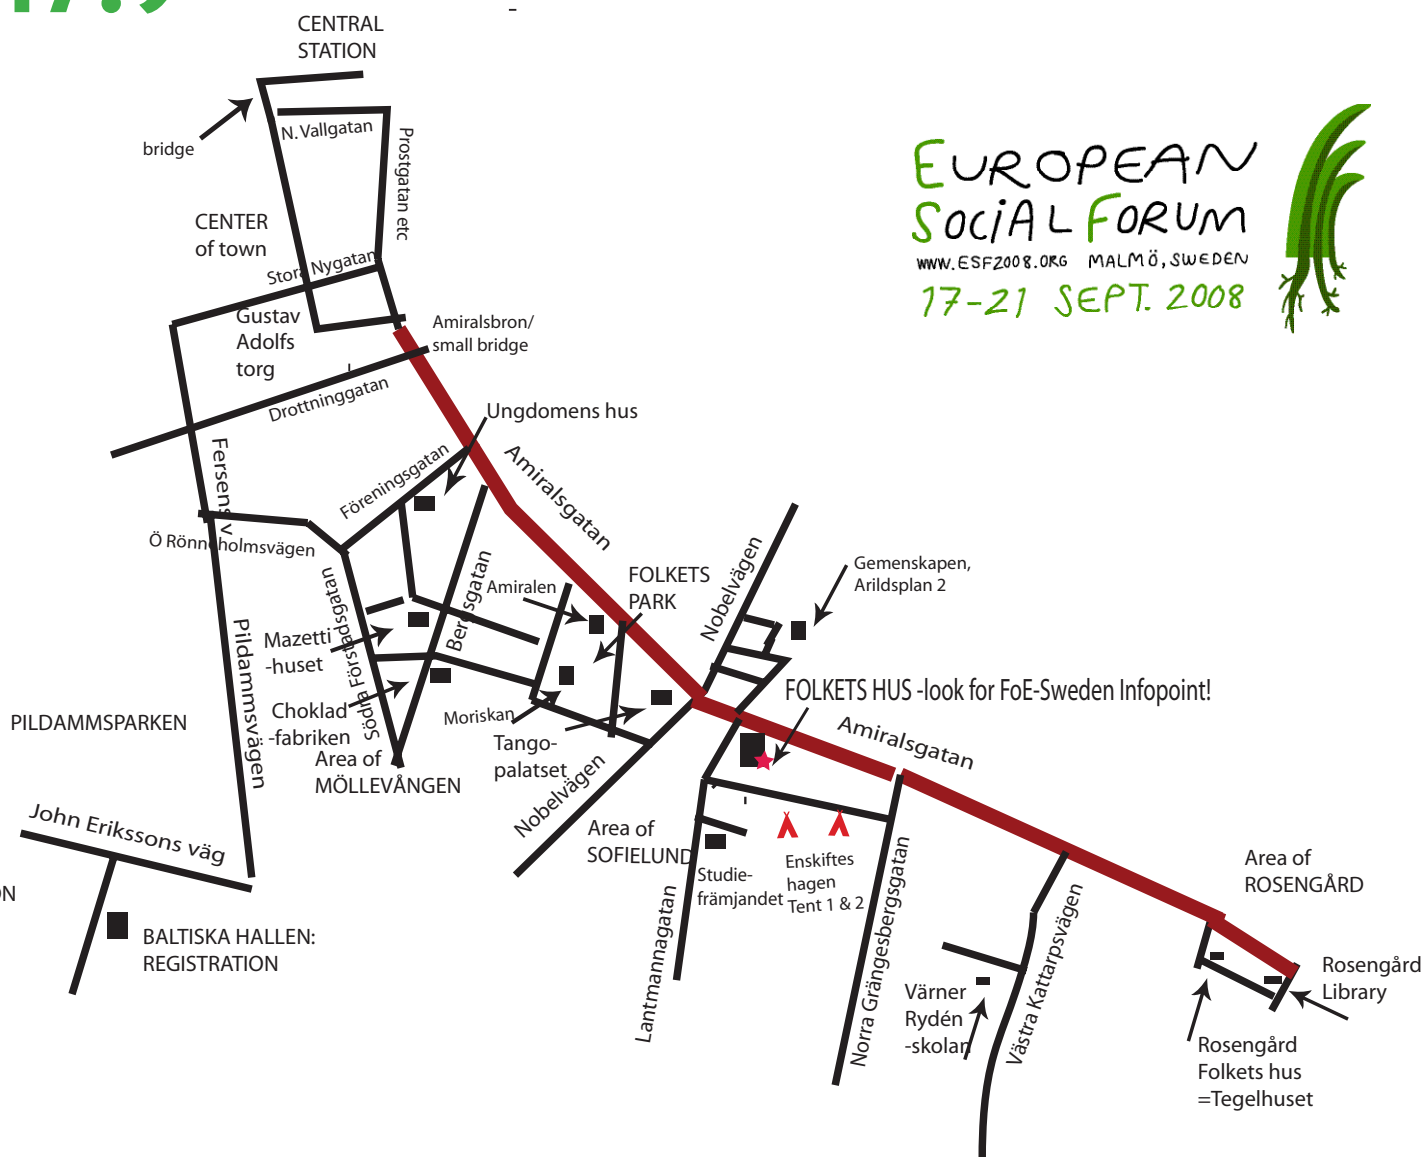 17.9
CENTRAL
STATION
bridge
N. Vallgatan
Prostgatan etc
CENTER
of town
Stora Nygatan
Gustav
Adolfs
torg
Amiralsbron/
small bridge
Drottninggatan
EUROPEAN
SOCIAL FORUM
WWW.ESF2008.ORG MALMÖ, SWEDEN
17-21 SEPT. 2008
Ungdomens hus
Fersens v
Föreningsgatan
Amiralsgatan
Ö Rönneholmsvägen
Södra Förstadsgatan
Bergsgatan
Amiralen
FOLKETS
PARK
Nobelvägen
Gemenskapen,
Arildsplan 2
Mazetti
-huset
Pildammsvägen
Choklad
-fabriken
Moriskan
Tango-
palatset
FOLKETS HUS -look for FoE-Sweden Infopoint!
Amiralsgatan
PILDAMMSPARKEN
Area of
MÖLLEVÅNGEN
Nobelvägen
John Erikssons väg
Area of
SOFIELUND
Studie-
främjandet
Enskiftes
hagen
Tent 1 & 2
Area of
ROSENGÅRD
ON
BALTISKA HALLEN:
REGISTRATION
Lantmannagatan
Norra Grängesbergsgatan
Värner
Rydén
-skolan
Västra Kattarpsvägen
Rosengård
Library
Rosengård
Folkets hus
=Tegelhuset